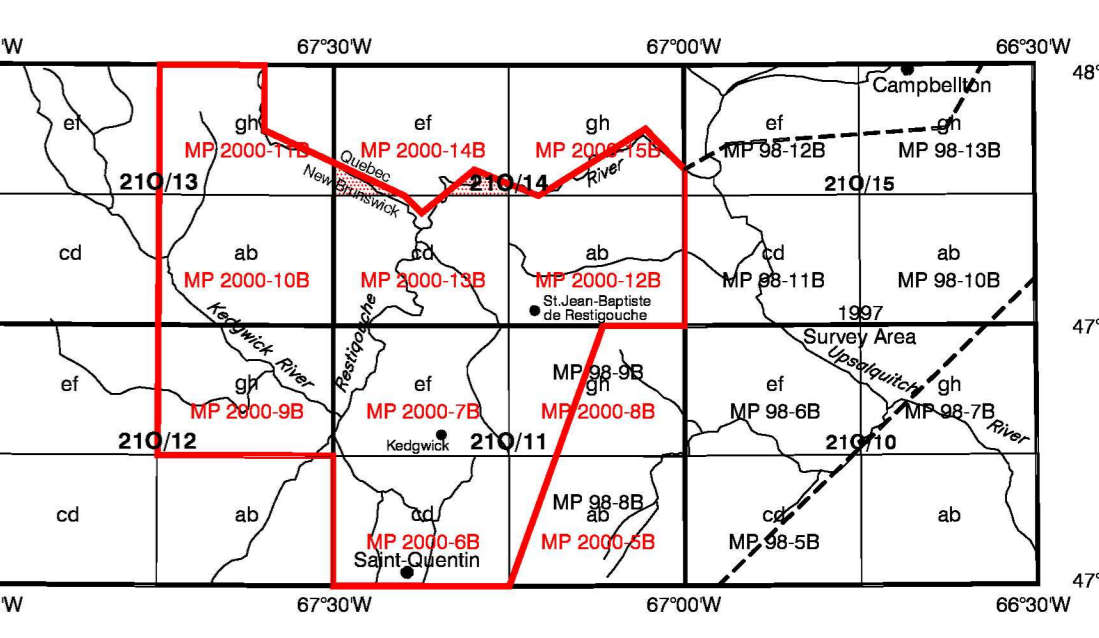 °W 67°30'W 67°00'W 66°30'W
48°
Campbellton
ef gh ef gh ef gh
MP 2000-11B MP 2000-14B MP 2000-15B MP 98-12B MP 98-13B
Quebec
New Brunswick
River
21O/13 21O/14 21O/15
cd ab cd ab cd ab
MP 2000-10B MP 2000-13B MP 2000-12B MP 98-11B MP 98-10B
St.Jean-Baptiste
de Restigouche
1997
Survey Area
47°
Kedgwick River
Restigouche
Upsalquitch
River
MP 98-9B
ef gh ef gh ef gh
MP 2000-9B MP 2000-7B MP 2000-8B MP 98-6B MP 98-7B
Kedgwick
21O/12 21O/11 21O/10
MP 98-8B
cd ab cd ab cd ab
MP 2000-6B MP 2000-5B MP 98-5B
Saint-Quentin
47°
°W 67°30'W 67°00'W 66°30'W